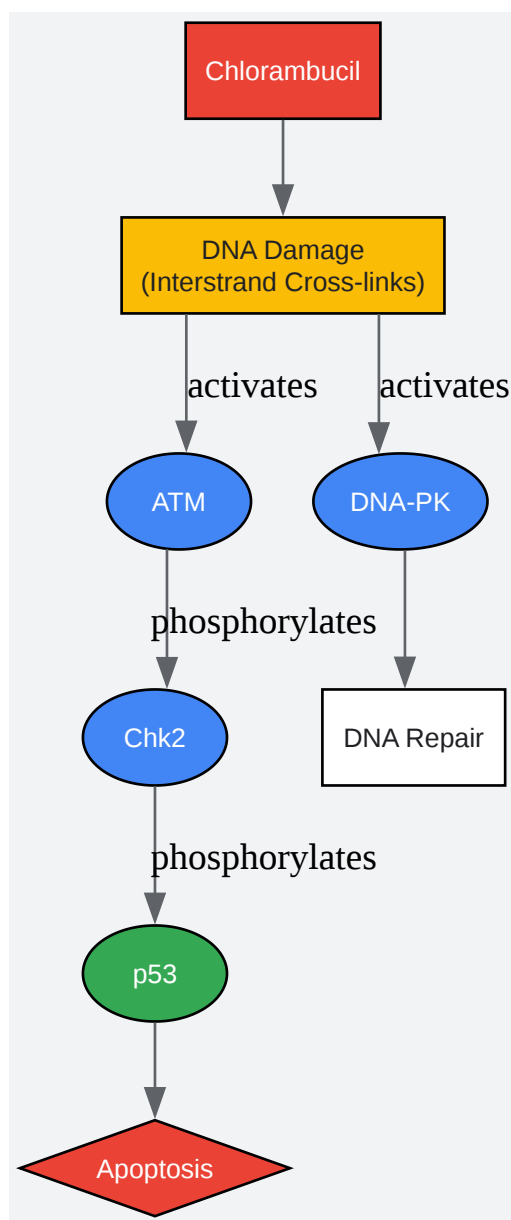 Chlorambucil
DNA Damage
(Interstrand Cross-links)
activates
activates
ATM
DNA-PK
phosphorylates
Chk2
DNA Repair
phosphorylates
p53
Apoptosis